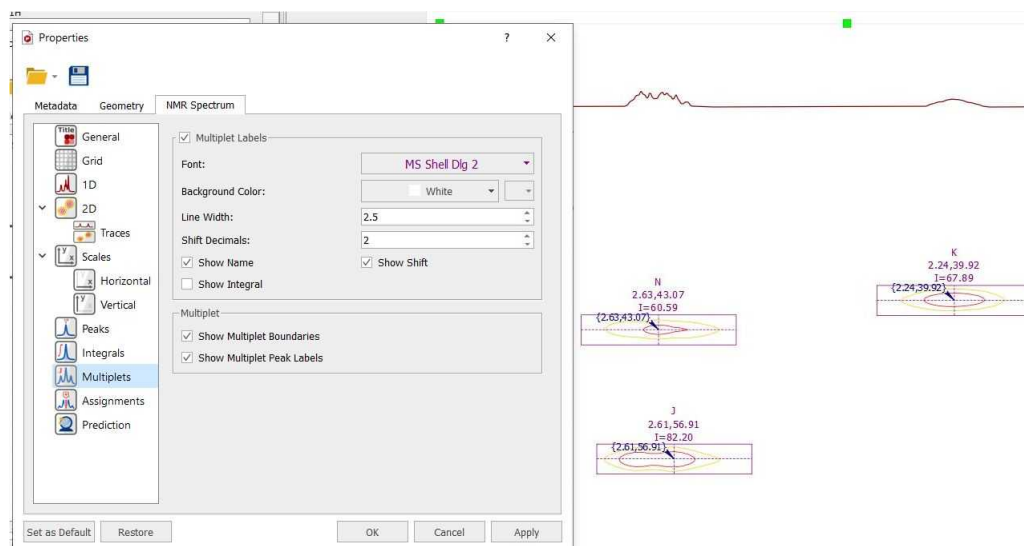 1H
Properties
?
Metadata
Geometry
NMR Spectrum
Title
General
Grid
1D
2D
Traces
Scales
Horizontal
Vertical
Peaks
Integrals
Multiplets
Assignments
Prediction
Multiplet Labels
Font:
MS Shell Dlg 2
Background Color:
White
Line Width:
2.5
Shift Decimals:
2
Show Name
Show Shift
Show Integral
Multiplet
Show Multiplet Boundaries
Show Multiplet Peak Labels
Set as Default
Restore
OK
Cancel
Apply
K
2.24,39.92
I=67.89
{2.24,39.92}
N
2.63,43.07
I=60.59
{2.63,43.07}
J
2.61,56.91
I=82.20
{2.61,56.91}